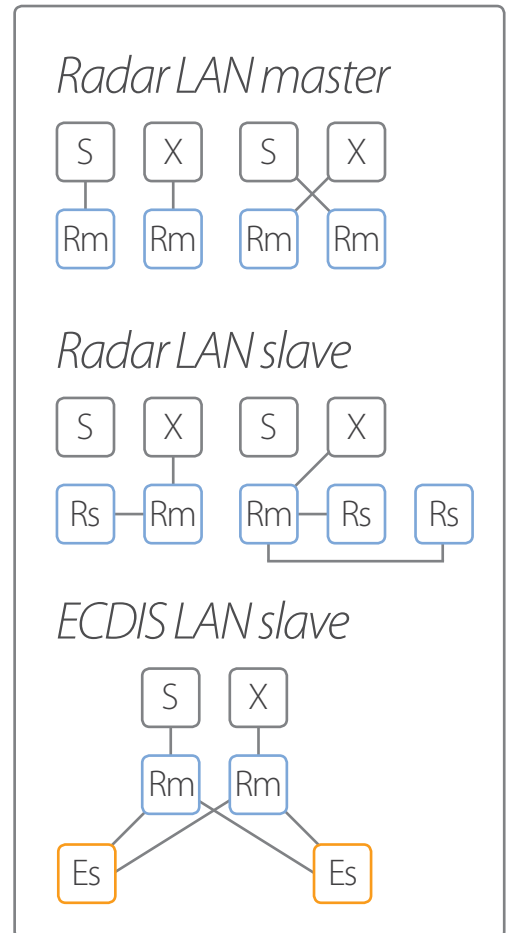 Radar LAN master
S X S X
Rm Rm Rm Rm
Radar LAN slave
S X S X
Rs Rm Rm Rs Rs
ECDIS LAN slave
S X
Rm Rm
Es Es